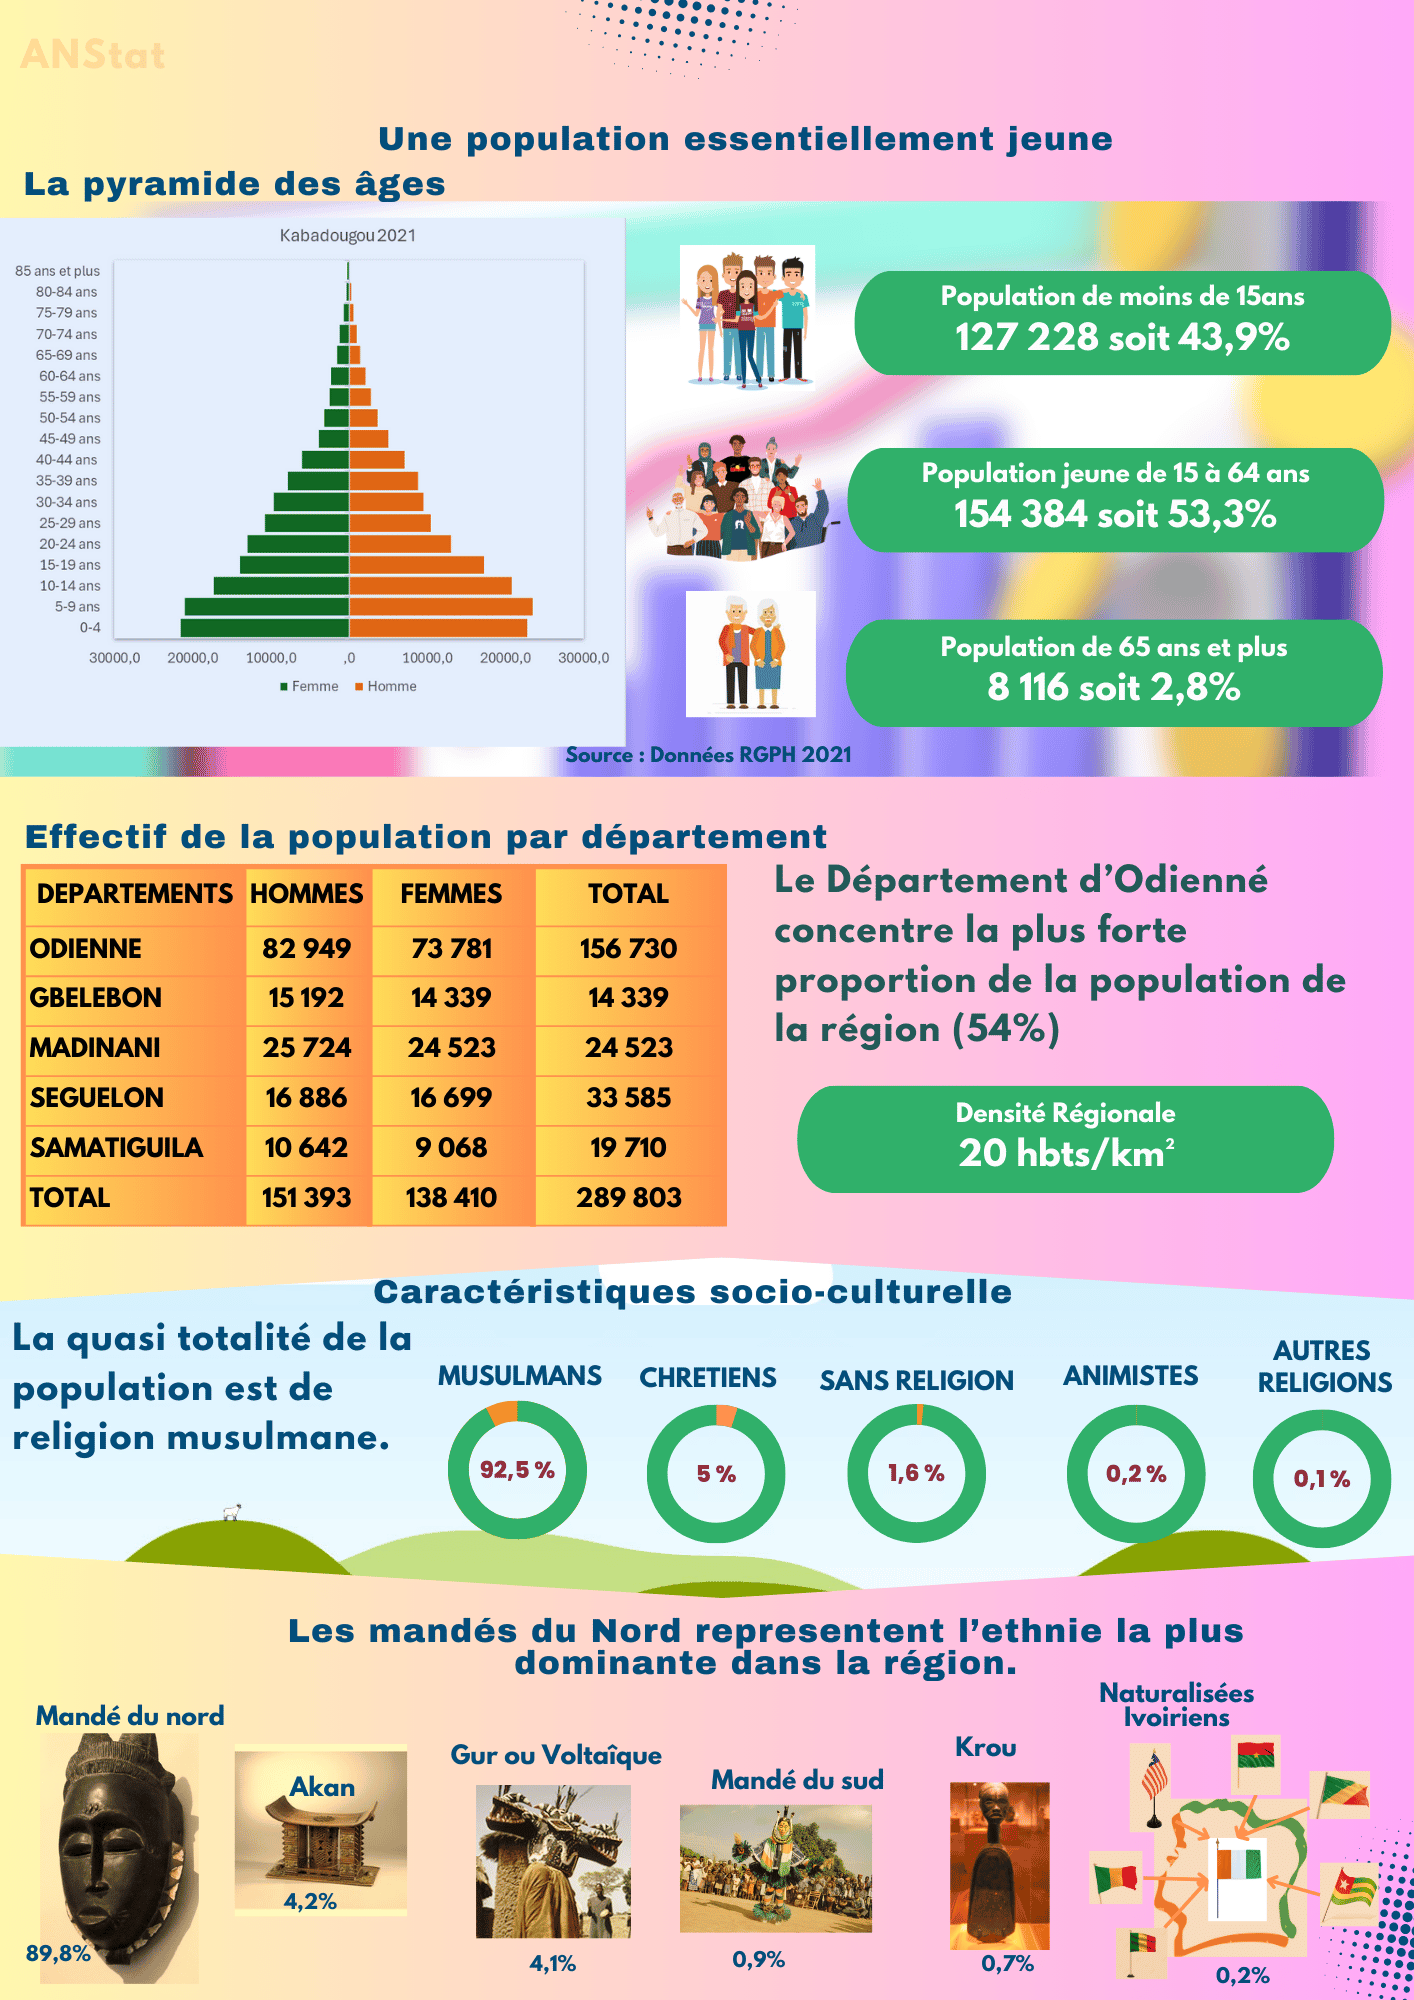 ANStat
Une population essentiellement jeune
La pyramide des âges
Kabadougou 2021
85 ans et plus
80-84 ans
75-79 ans
70-74 ans
65-69 ans
60-64 ans
55-59 ans
50-54 ans
45-49 ans
40-44 ans
35-39 ans
30-34 ans
25-29 ans
20-24 ans
15-19 ans
10-14 ans
5-9 ans
0-4
30000,0 20000,0 10000,0 ,0 10000,0 20000,0 30000,0
Femme Homme
Population de moins de 15ans
127 228 soit 43,9%
Population jeune de 15 à 64 ans
154 384 soit 53,3%
Population de 65 ans et plus
8 116 soit 2,8%
Source : Données RGPH 2021
Effectif de la population par département
DEPARTEMENTS HOMMES FEMMES TOTAL
ODIENNE 82 949 73 781 156 730
GBELEBON 15 192 14 339 14 339
MADINANI 25 724 24 523 24 523
SEGUELON 16 886 16 699 33 585
SAMATIGUILA 10 642 9 068 19 710
TOTAL 151 393 138 410 289 803
Le Département d’Odienné
concentre la plus forte
proportion de la population de
la région (54%)
Densité Régionale
20 hbts/km²
Caractéristiques socio-culturelle
La quasi totalité de la
population est de
religion musulmane.
MUSULMANS
92,5 %
CHRETIENS
5 %
SANS RELIGION
1,6 %
ANIMISTES
0,2 %
AUTRES
RELIGIONS
0,1 %
Les mandés du Nord representent l’ethnie la plus
dominante dans la région.
Mandé du nord
89,8%
Akan
4,2%
Gur ou Voltaîque
4,1%
Mandé du sud
0,9%
Krou
0,7%
Naturalisées
Ivoiriens
0,2%